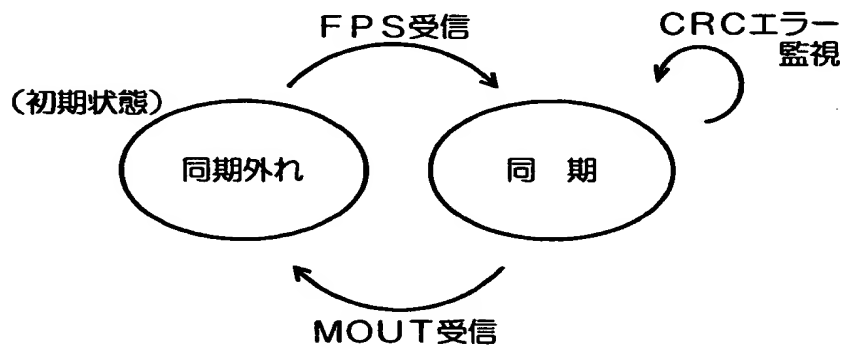 FPS受信
CRCエラー
監視
(初期状態)
同期外れ
同 期
MOUT受信